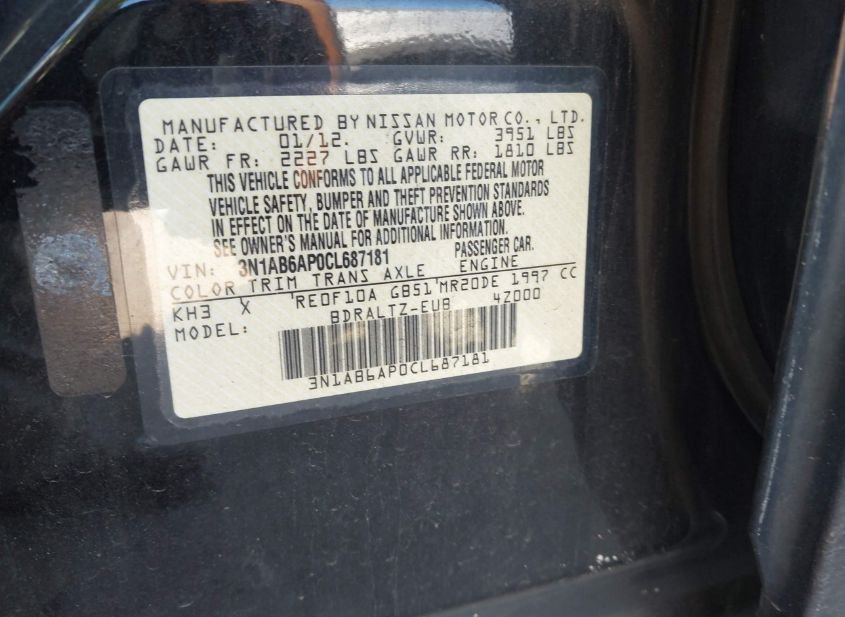 MANUFACTURED BY NISSAN MOTOR CO., LTD.
DATE: 01/12. GVWR: 3951 LBS
GAWR FR: 2227 LBS GAWR RR: 1810 LBS
THIS VEHICLE CONFORMS TO ALL APPLICABLE FEDERAL MOTOR
VEHICLE SAFETY, BUMPER AND THEFT PREVENTION STANDARDS
IN EFFECT ON THE DATE OF MANUFACTURE SHOWN ABOVE.
SEE OWNER'S MANUAL FOR ADDITIONAL INFORMATION.
VIN: 3N1AB6AP0CL687181 PASSENGER CAR.
COLOR TRIM TRANS AXLE ENGINE
KH3 X 'RE0F10A GB51'MR20DE 1997 CC
MODEL: BDRALTZ-EUB 4Z000
3N1AB6AP0CL687181